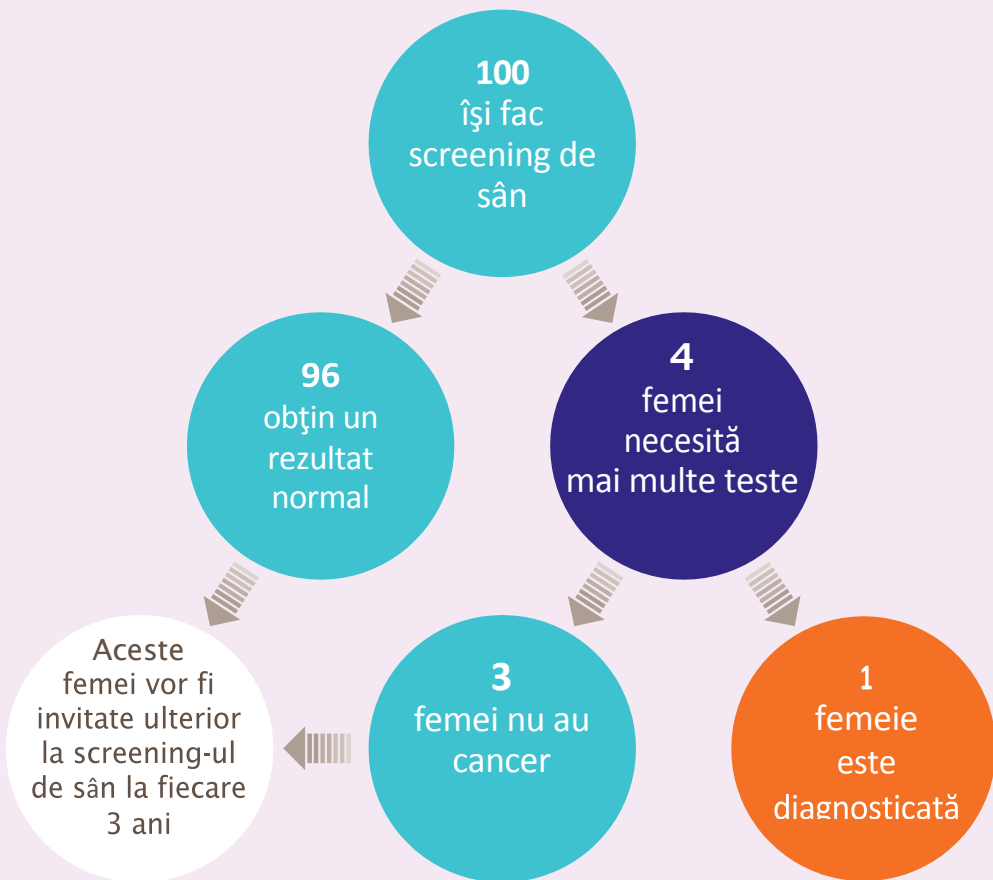 100
îşi fac
screening de
sân
96
obţin un
rezultat
normal
4
femei
necesită
mai multe teste
Aceste
femei vor fi
invitate ulterior
la screening-ul
de sân la fiecare
3 ani
3
femei nu au
cancer
1
femeie
este
diagnosticată